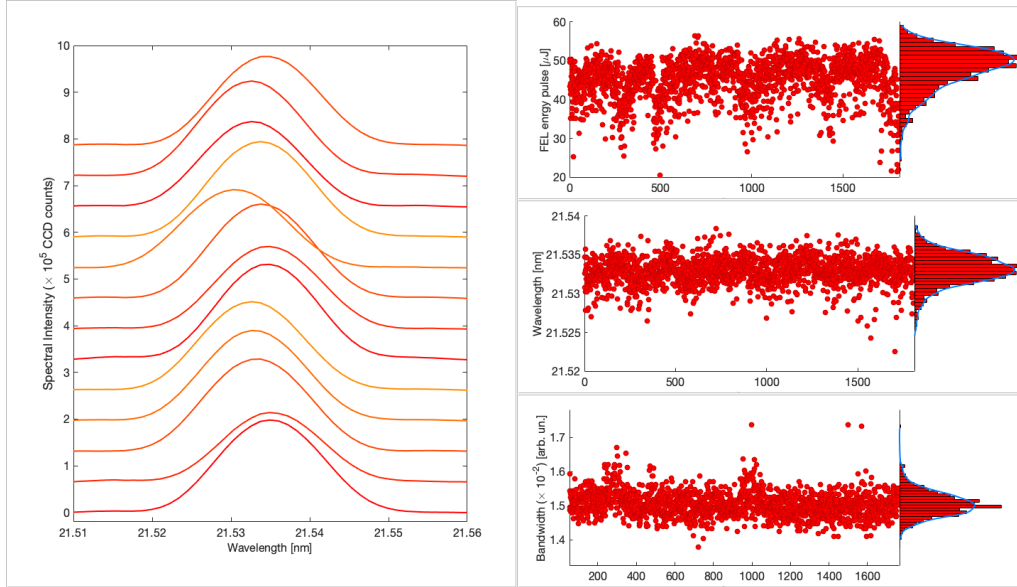 10
9
8
7
6
5
4
3
2
1
0
Spectral Intensity (× 10⁵ CCD counts)
21.51 21.52 21.53 21.54 21.55 21.56
Wavelength [nm]
60
50
40
30
20
FEL enrgy pulse [μJ]
0 500 1000 1500
21.54
21.535
21.53
21.525
21.52
Wavelength [nm]
0 500 1000 1500
1.7
1.6
1.5
1.4
Bandwidth (× 10⁻²) [arb. un.]
200 400 600 800 1000 1200 1400 1600